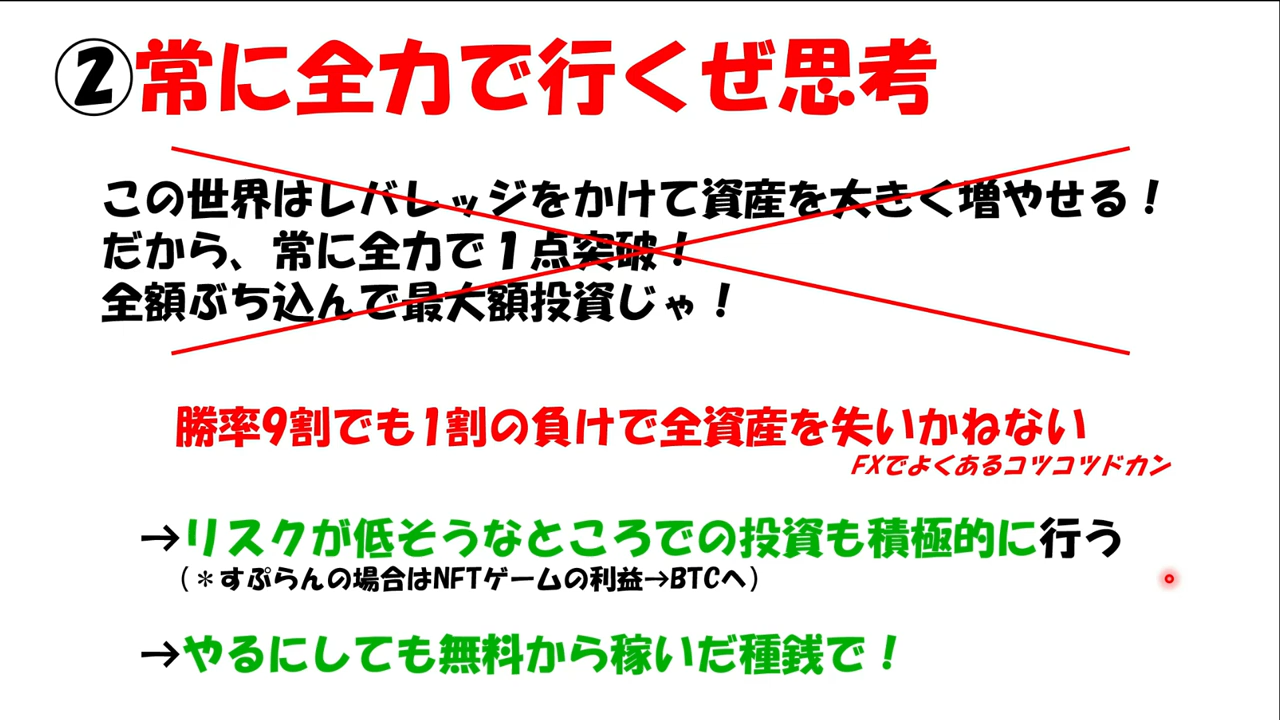 ②常に全力で行くぜ思考
この世界はレバレッジをかけて資産を大きく増やせる！
だから、常に全力で１点突破！
全額ぶち込んで最大額投資じゃ！
勝率9割でも1割の負けで全資産を失いかねない
FXでよくあるコツコツドカン
→リスクが低そうなところでの投資も積極的に行う
（＊すぷらんの場合はNFTゲームの利益→BTCへ）
→やるにしても無料から稼いだ種銭で！